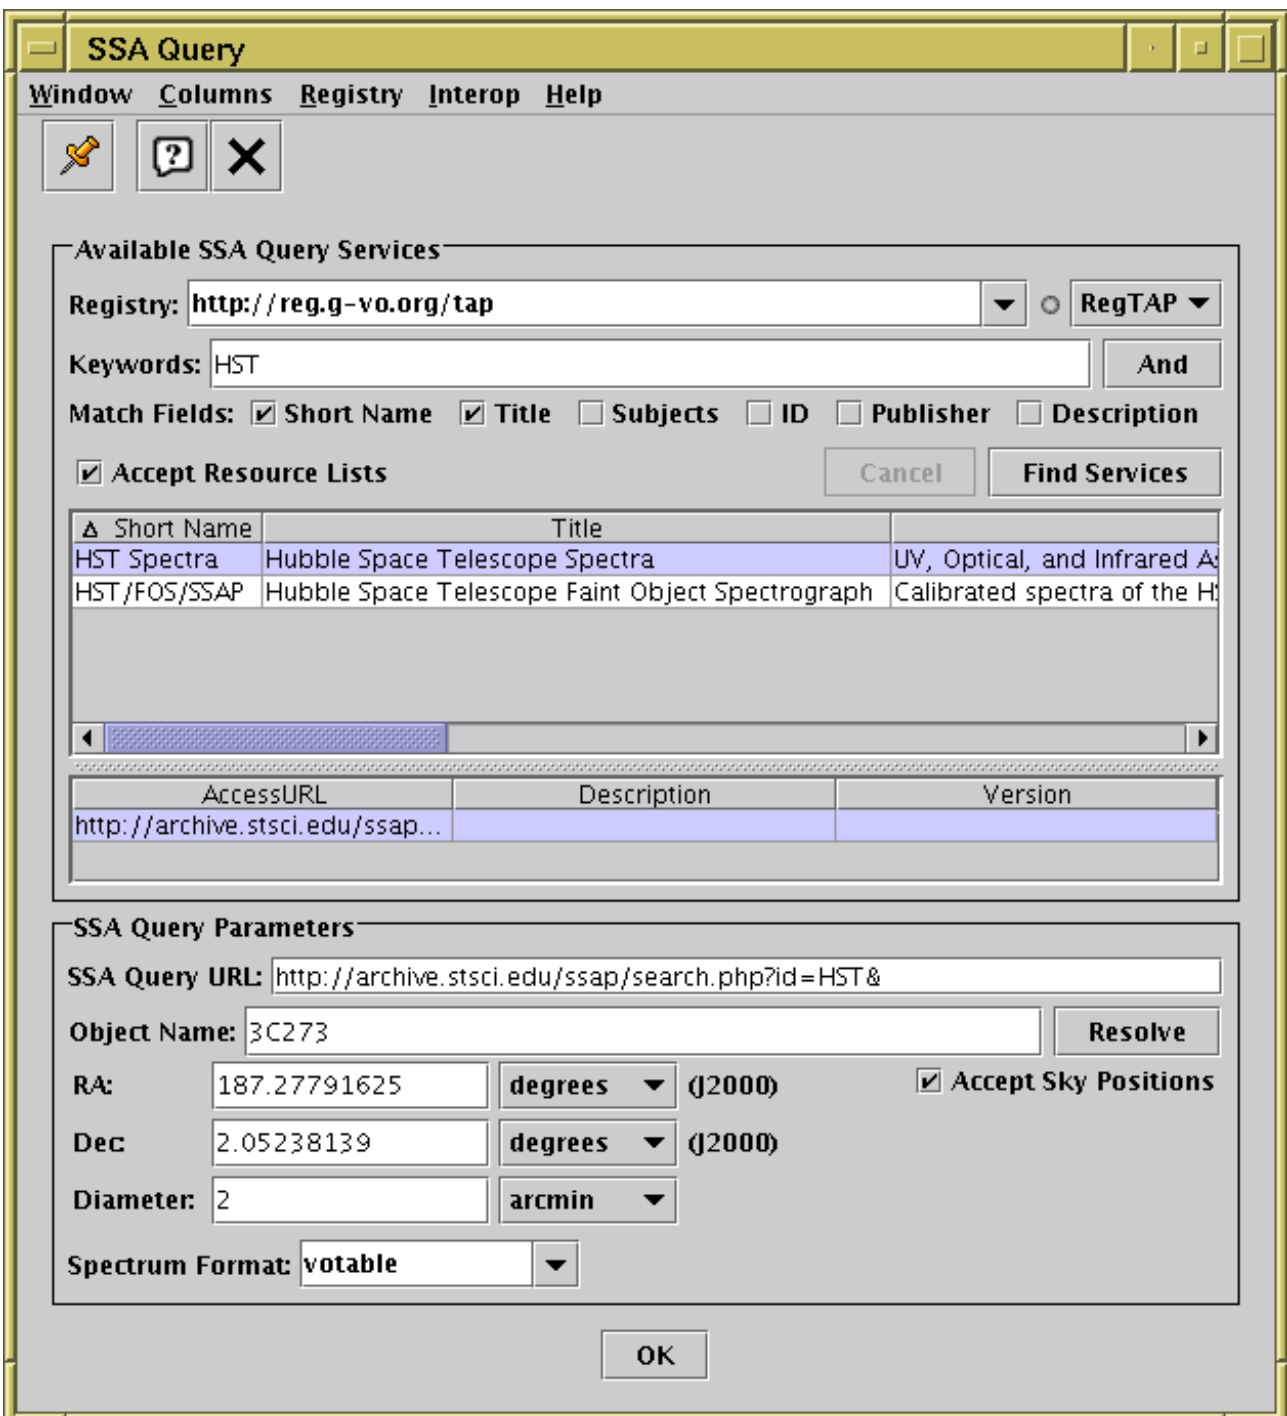 SSA Query
Window Columns Registry Interop Help
Available SSA Query Services
Registry: http://reg.g-vo.org/tap RegTAP
Keywords: HST And
Match Fields: Short Name Title Subjects ID Publisher Description
Accept Resource Lists Cancel Find Services
Short Name Title
HST Spectra Hubble Space Telescope Spectra UV, Optical, and Infrared
HST/FOS/SSAP Hubble Space Telescope Faint Object Spectrograph Calibrated spectra of the
AccessURL Description Version
http://archive.stsci.edu/ssap...
SSA Query Parameters
SSA Query URL: http://archive.stsci.edu/ssap/search.php?id=HST&
Object Name: 3C273 Resolve
RA: 187.27791625 degrees (J2000) Accept Sky Positions
Dec: 2.05238139 degrees (J2000)
Diameter: 2 arcmin
Spectrum Format: votable
OK